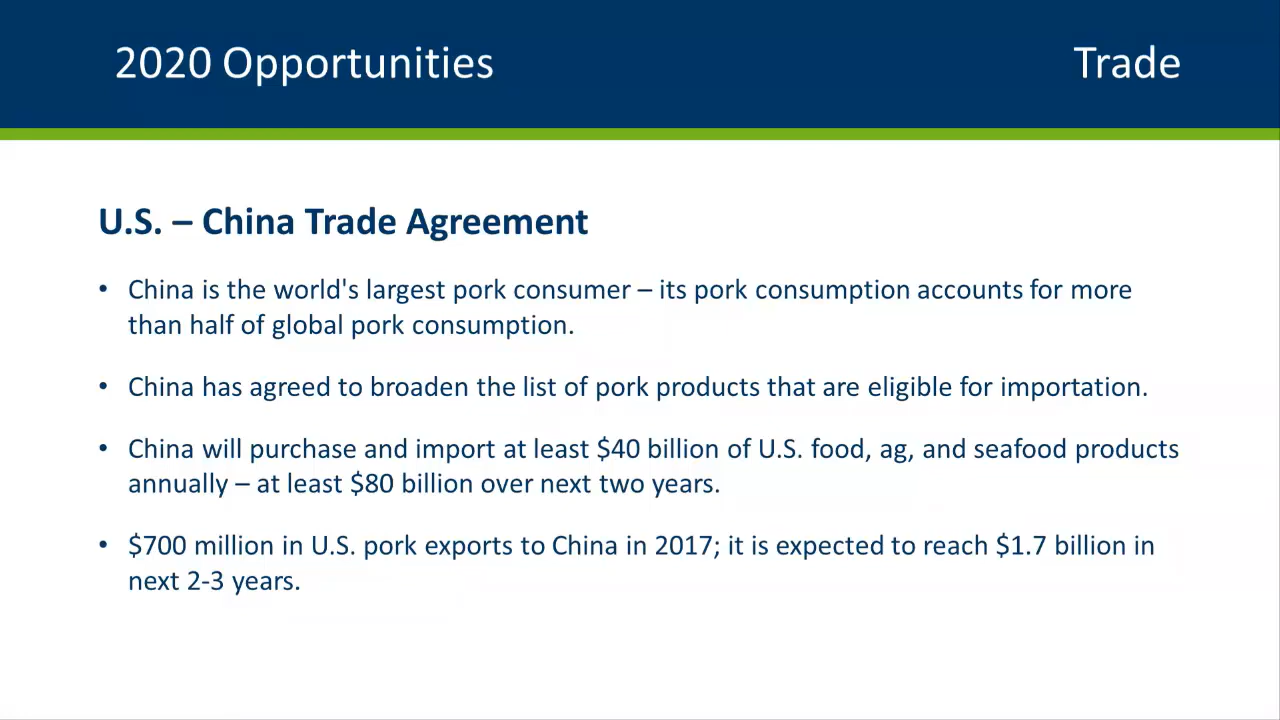 2020 Opportunities
Trade
U.S. – China Trade Agreement
• China is the world's largest pork consumer – its pork consumption accounts for more
than half of global pork consumption.
• China has agreed to broaden the list of pork products that are eligible for importation.
• China will purchase and import at least $40 billion of U.S. food, ag, and seafood products
annually – at least $80 billion over next two years.
• $700 million in U.S. pork exports to China in 2017; it is expected to reach $1.7 billion in
next 2-3 years.